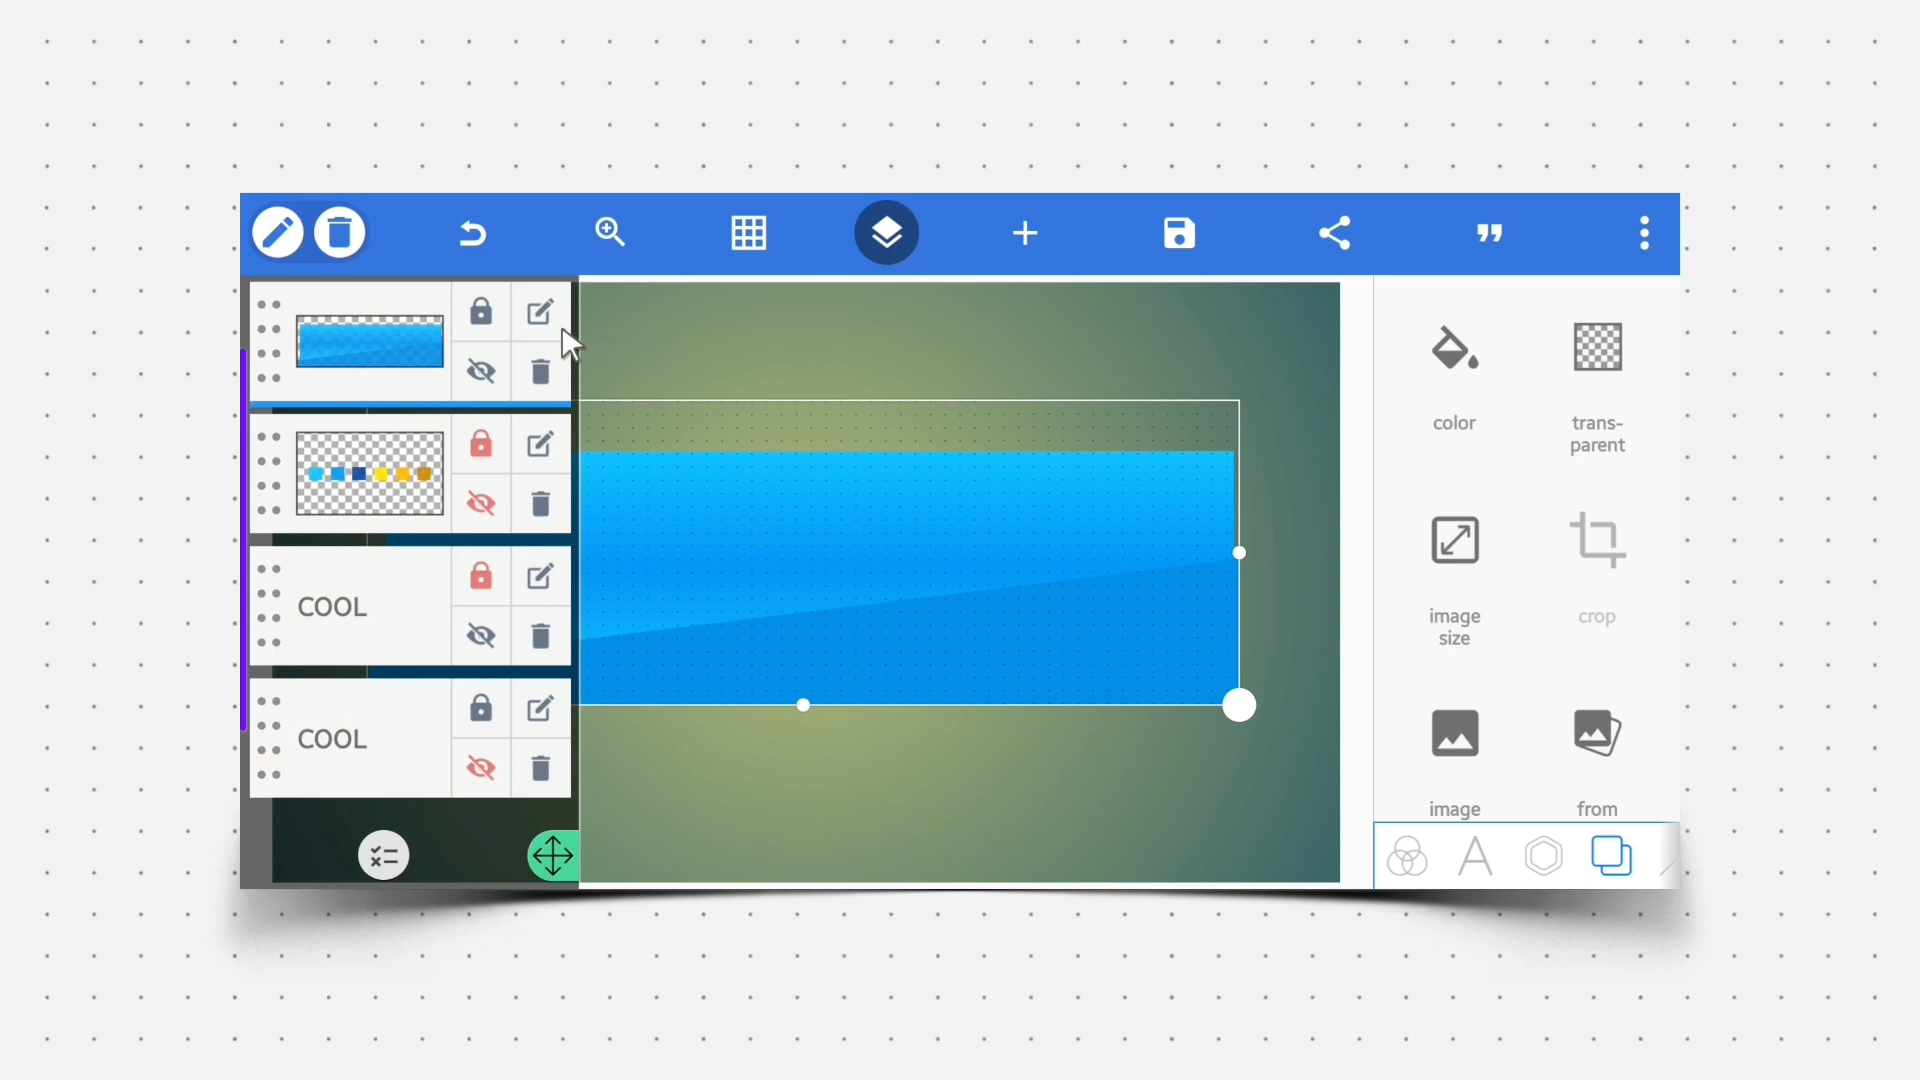 COOL
COOL
color
trans-
parent
image
size
crop
image
from